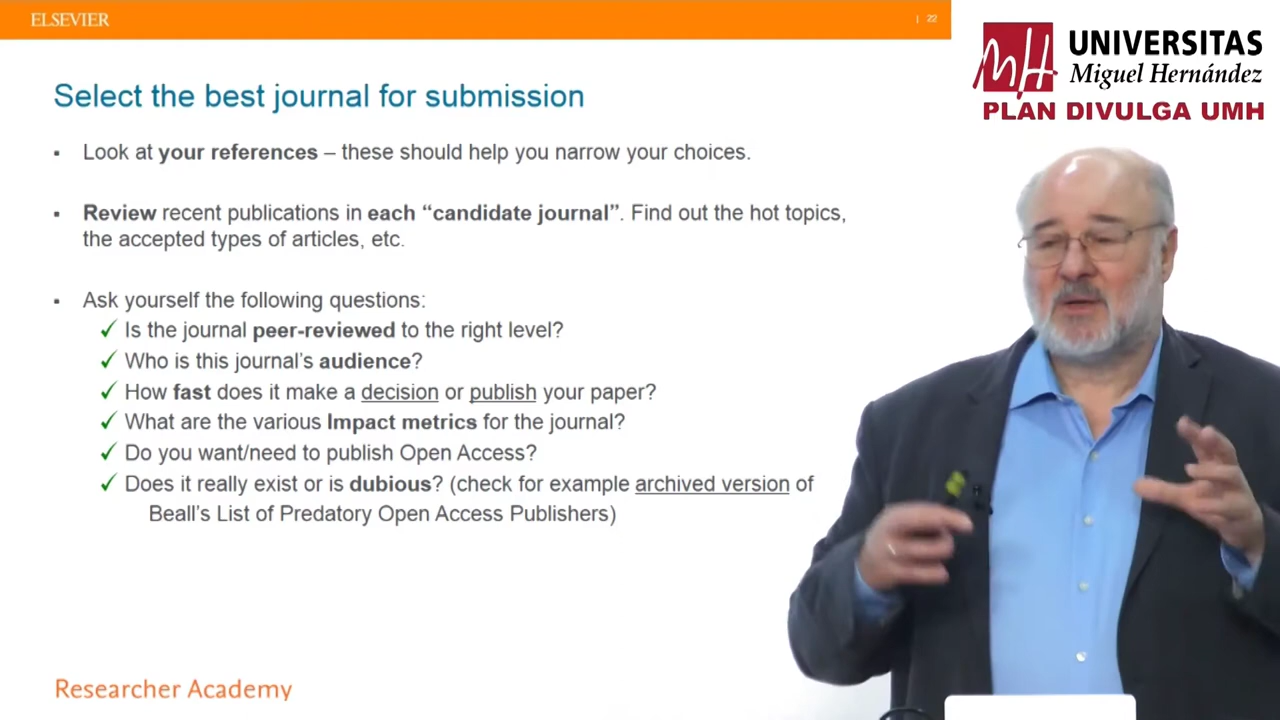 ELSEVIER
| 22
UNIVERSITAS
Miguel Hernández
PLAN DIVULGA UMH
Select the best journal for submission
▪ Look at your references – these should help you narrow your choices.
▪ Review recent publications in each “candidate journal”. Find out the hot topics,
the accepted types of articles, etc.
▪ Ask yourself the following questions:
✓ Is the journal peer-reviewed to the right level?
✓ Who is this journal’s audience?
✓ How fast does it make a decision or publish your paper?
✓ What are the various Impact metrics for the journal?
✓ Do you want/need to publish Open Access?
✓ Does it really exist or is dubious? (check for example archived version of
Beall’s List of Predatory Open Access Publishers)
Researcher Academy